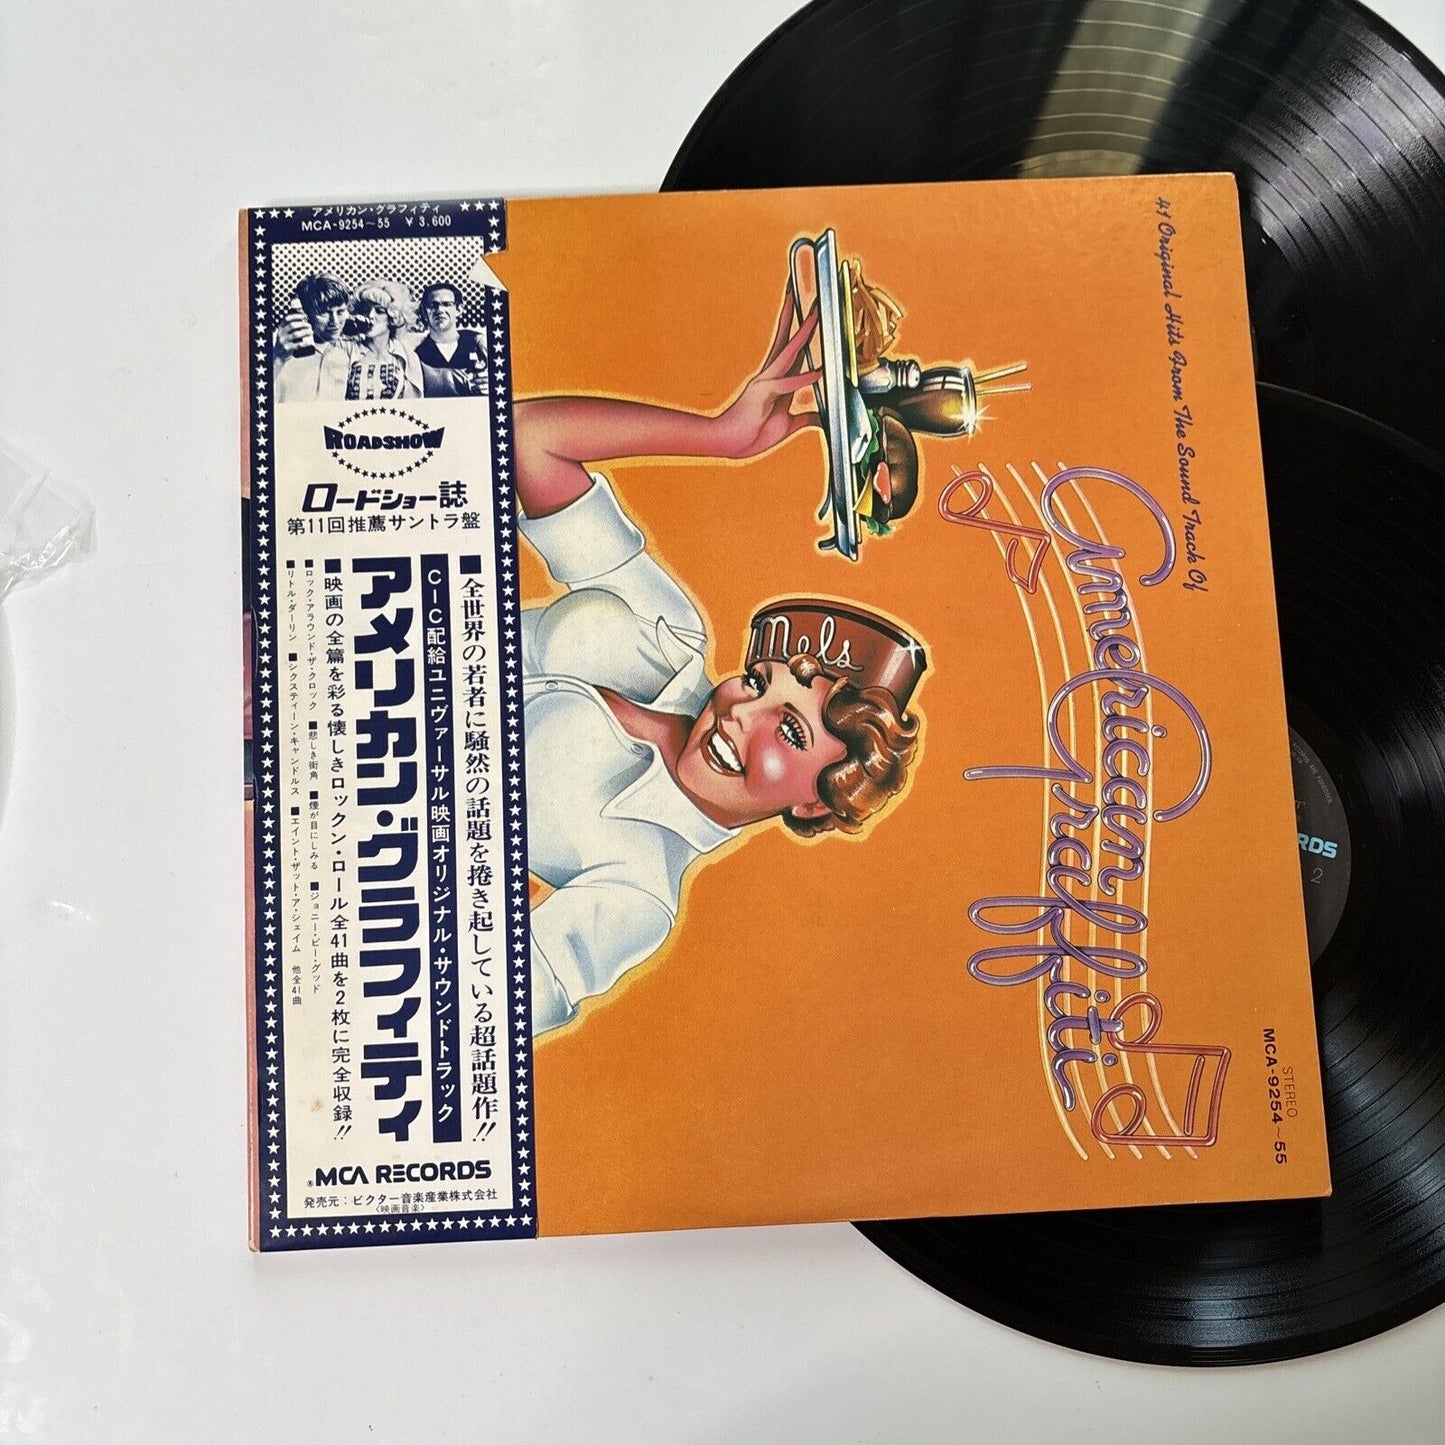 アメリカン・グラフィティ
MCA-9254~55 ¥3,600
ROADSHOW
ロードショー誌
第11回推薦サントラ盤
■全世界の若者に騒然の話題を捲き起している超話題作!!
CIC配給ユニヴァーサル映画オリジナル・サウンドトラック
アメリカン・グラフィティ
■映画の全篇を彩る懐しきロックン・ロール全41曲を2枚に完全収録!!
■ロック・アラウンド・ザ・クロック ■悲しき街角 ■煙が目にしみる ■ジョニー・ビー・グッド
■リトル・ダーリン ■シクスティーン・キャンドルス ■エイント・ザット・ア・シェイム 他全41曲
®MCA RECORDS
発売元:ビクター音楽産業株式会社
<映画音楽>
Mels
41 Original Hits From The Sound Track Of
American Graffiti
STEREO
MCA-9254~55
RDS
2